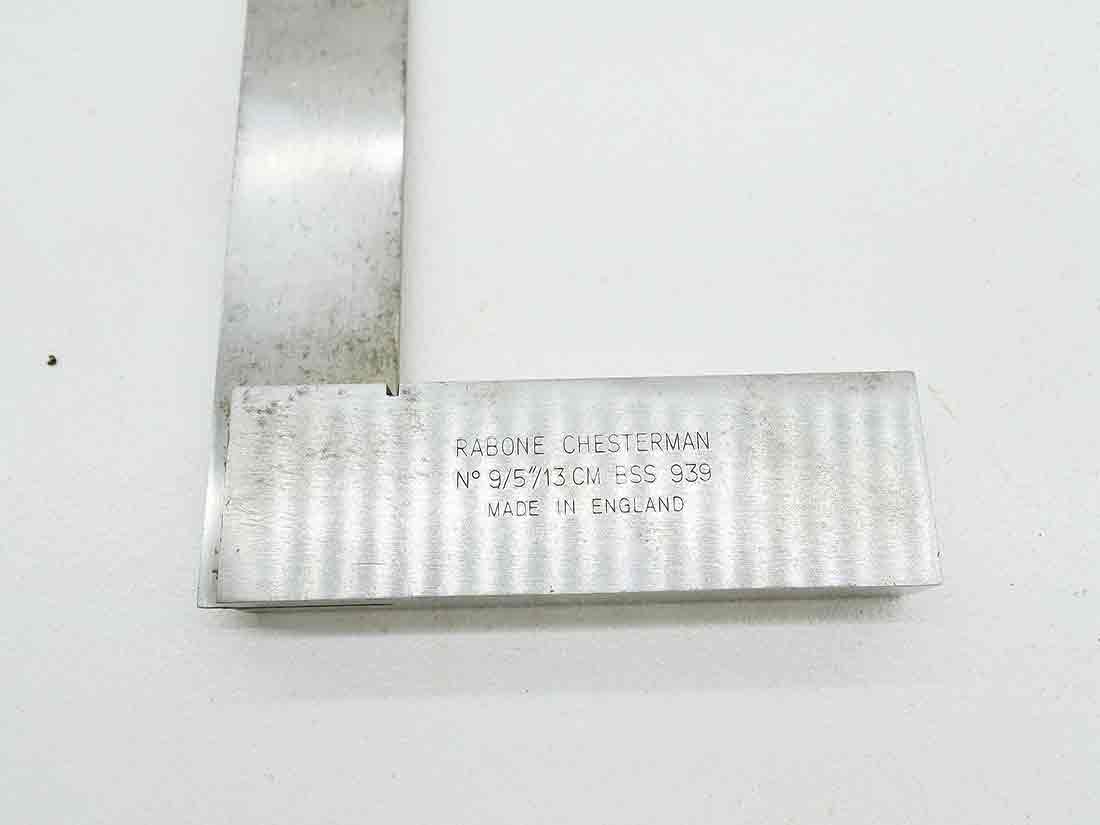 RABONE CHESTERMAN
Nº 9/5"/13 CM BSS 939
MADE IN ENGLAND